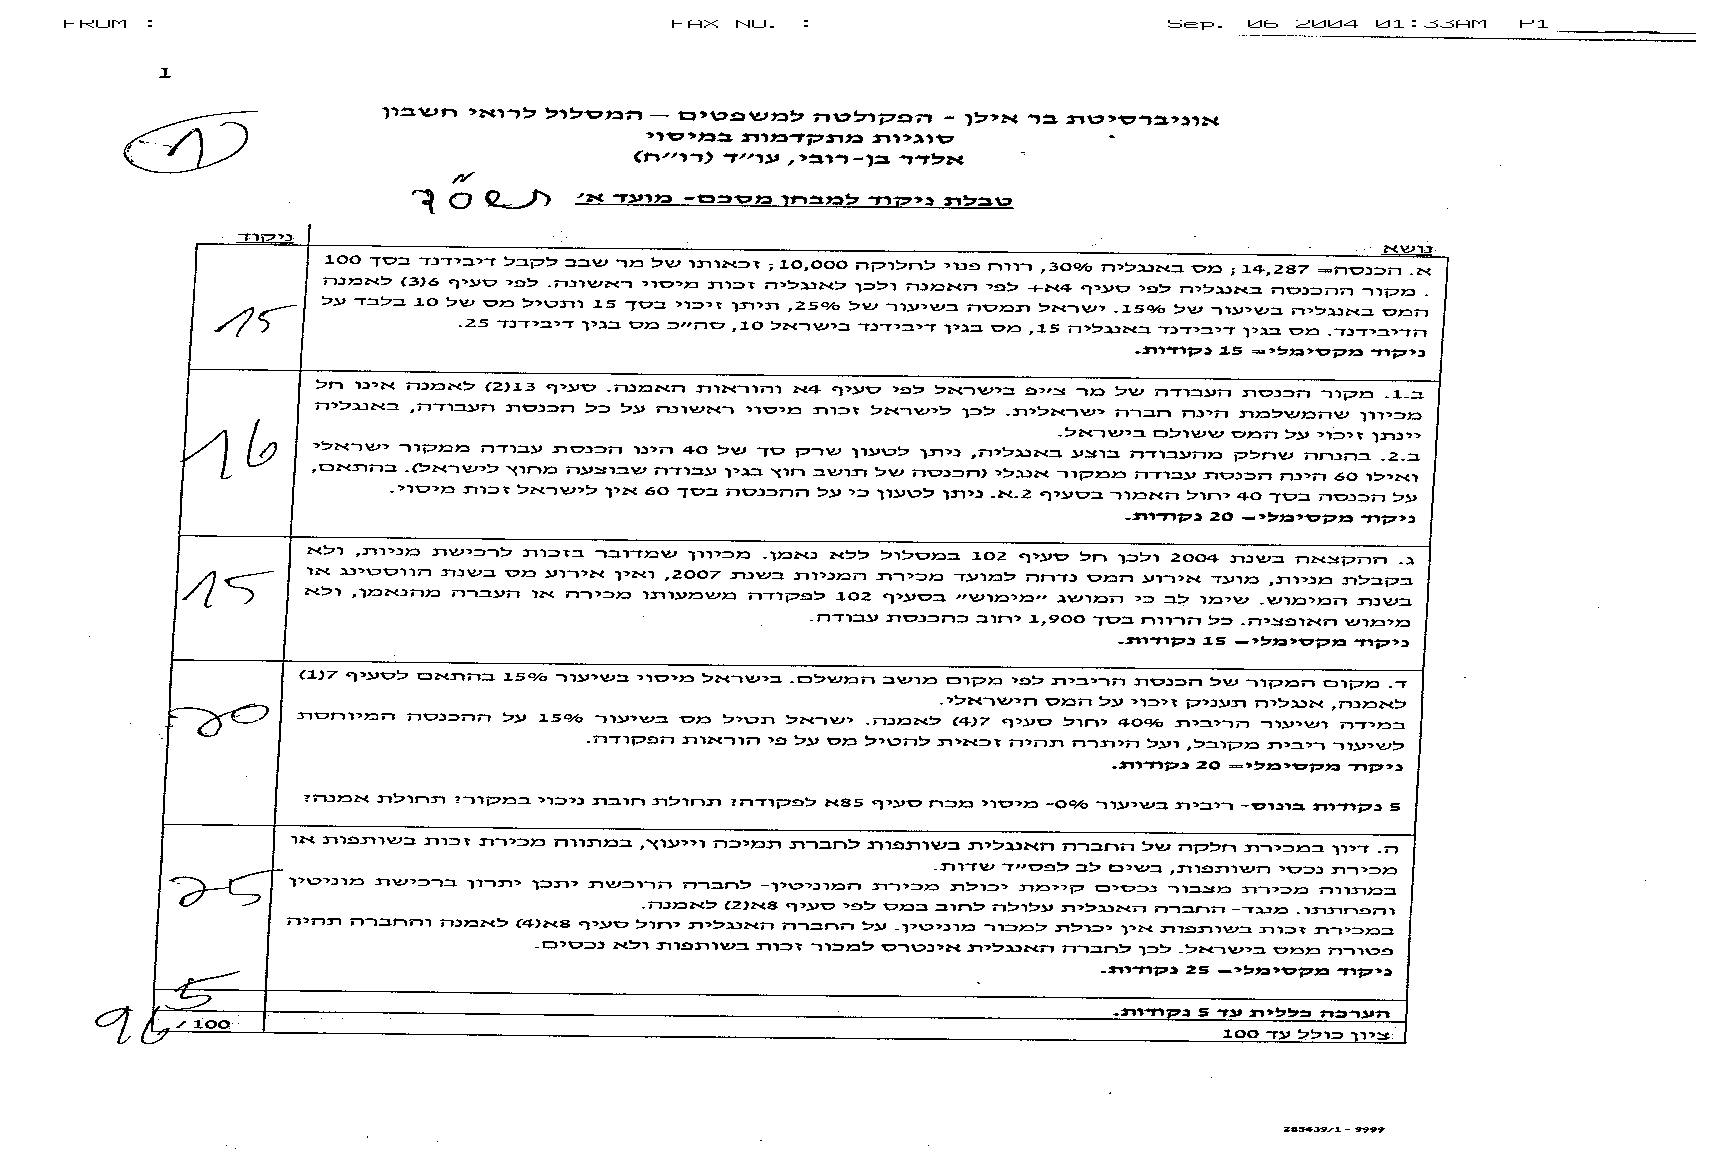 FROM :
FAX NO. :
Sep. 06 2004 01:33AM P1
1
אוניברסיטת בר אילן - הפקולטה למשפטים – המסלול לרואי חשבון
סוגיות מתקדמות במיסוי
אלדר בן-רובי, עו"ד (רו"ח)
טבלת ניקוד למבחן מסכם- מועד א' תשס"ד
נושא
ניקוד
א. הכנסה= 14,287 ; מס באנגליה 30%, רווח פנוי לחלוקה 10,000 ; זכאותו של מר שבב לקבל דיבידנד בסך 100
. מקור ההכנסה באנגליה לפי סעיף 4א+ לפי האמנה ולכן לאנגליה זכות מיסוי ראשונה. לפי סעיף 6(3) לאמנה
המס באנגליה בשיעור של 15%. ישראל תמסה בשיעור של 25%, תיתן זיכוי בסך 15 ותטיל מס של 10 בלבד על
הדיבידנד. מס בגין דיבידנד באנגליה 15, מס בגין דיבידנד בישראל 10, סה"כ מס בגין דיבידנד 25.
ניקוד מקסימלי= 15 נקודות.
15
ב.1. מקור הכנסת העבודה של מר צ'יפ בישראל לפי סעיף 4א והוראות האמנה. סעיף 13(2) לאמנה אינו חל
מכיוון שהמשלמת הינה חברה ישראלית. לכן לישראל זכות מיסוי ראשונה על כל הכנסת העבודה, באנגליה
יינתן זיכוי על המס ששולם בישראל.
ב.2. בהנחה שחלק מהעבודה בוצע באנגליה, ניתן לטעון שרק סך של 40 הינו הכנסת עבודה ממקור ישראלי
ואילו 60 הינה הכנסת עבודה ממקור אנגלי (הכנסה של תושב חוץ בגין עבודה שבוצעה מחוץ לישראל). בהתאם,
על הכנסה בסך 40 יחול האמור בסעיף 2.א. ניתן לטעון כי על ההכנסה בסך 60 אין לישראל זכות מיסוי.
ניקוד מקסימלי– 20 נקודות.
16
ג. ההקצאה בשנת 2004 ולכן חל סעיף 102 במסלול ללא נאמן. מכיוון שמדובר בזכות לרכישת מניות, ולא
בקבלת מניות, מועד אירוע המס נדחה למועד מכירת המניות בשנת 2007, ואין אירוע מס בשנת הווסטינג או
בשנת המימוש. שימו לב כי המושג "מימוש" בסעיף 102 לפקודה משמעותו מכירה או העברה מהנאמן, ולא
מימוש האופציה. כל הרווח בסך 1,900 יחוב כהכנסת עבודה.
ניקוד מקסימלי– 15 נקודות.
15
ד. מקום המקור של הכנסת הריבית לפי מקום מושב המשלם. בישראל מיסוי בשיעור 15% בהתאם לסעיף 7(1)
לאמנה, אנגליה תעניק זיכוי על המס הישראלי.
במידה ושיעור הריבית 40% יחול סעיף 7(4) לאמנה. ישראל תטיל מס בשיעור 15% על ההכנסה המיוחסת
לשיעור ריבית מקובל, ועל היתרה תהיה זכאית להטיל מס על פי הוראות הפקודה.
ניקוד מקסימלי= 20 נקודות.
20
5 נקודות בונוס- ריבית בשיעור 0%- מיסוי מכח סעיף 85א לפקודה? תחולת חובת ניכוי במקור? תחולת אמנה?
ה. דיון במכירת חלקה של החברה האנגלית בשותפות לחברת תמיכה וייעוץ, במתווה מכירת זכות בשותפות או
מכירת נכסי השותפות, בשים לב לפס"ד שדות.
במתווה מכירת מצבור נכסים קיימת יכולת מכירת המוניטין- לחברה הרוכשת יתכן יתרון ברכישת מוניטין
והפחתתו. מנגד- החברה האנגלית עלולה לחוב במס לפי סעיף 8א(2) לאמנה.
במכירת זכות בשותפות אין יכולת למכור מוניטין. על החברה האנגלית יחול סעיף 8א(4) לאמנה והחברה תהיה
פטורה ממס בישראל. לכן לחברה האנגלית אינטרס למכור זכות בשותפות ולא נכסים.
ניקוד מקסימלי– 25 נקודות.
25
הערכה כללית עד 5 נקודות.
5
ציון כולל עד 100
96 /100
285439/1 - 9999